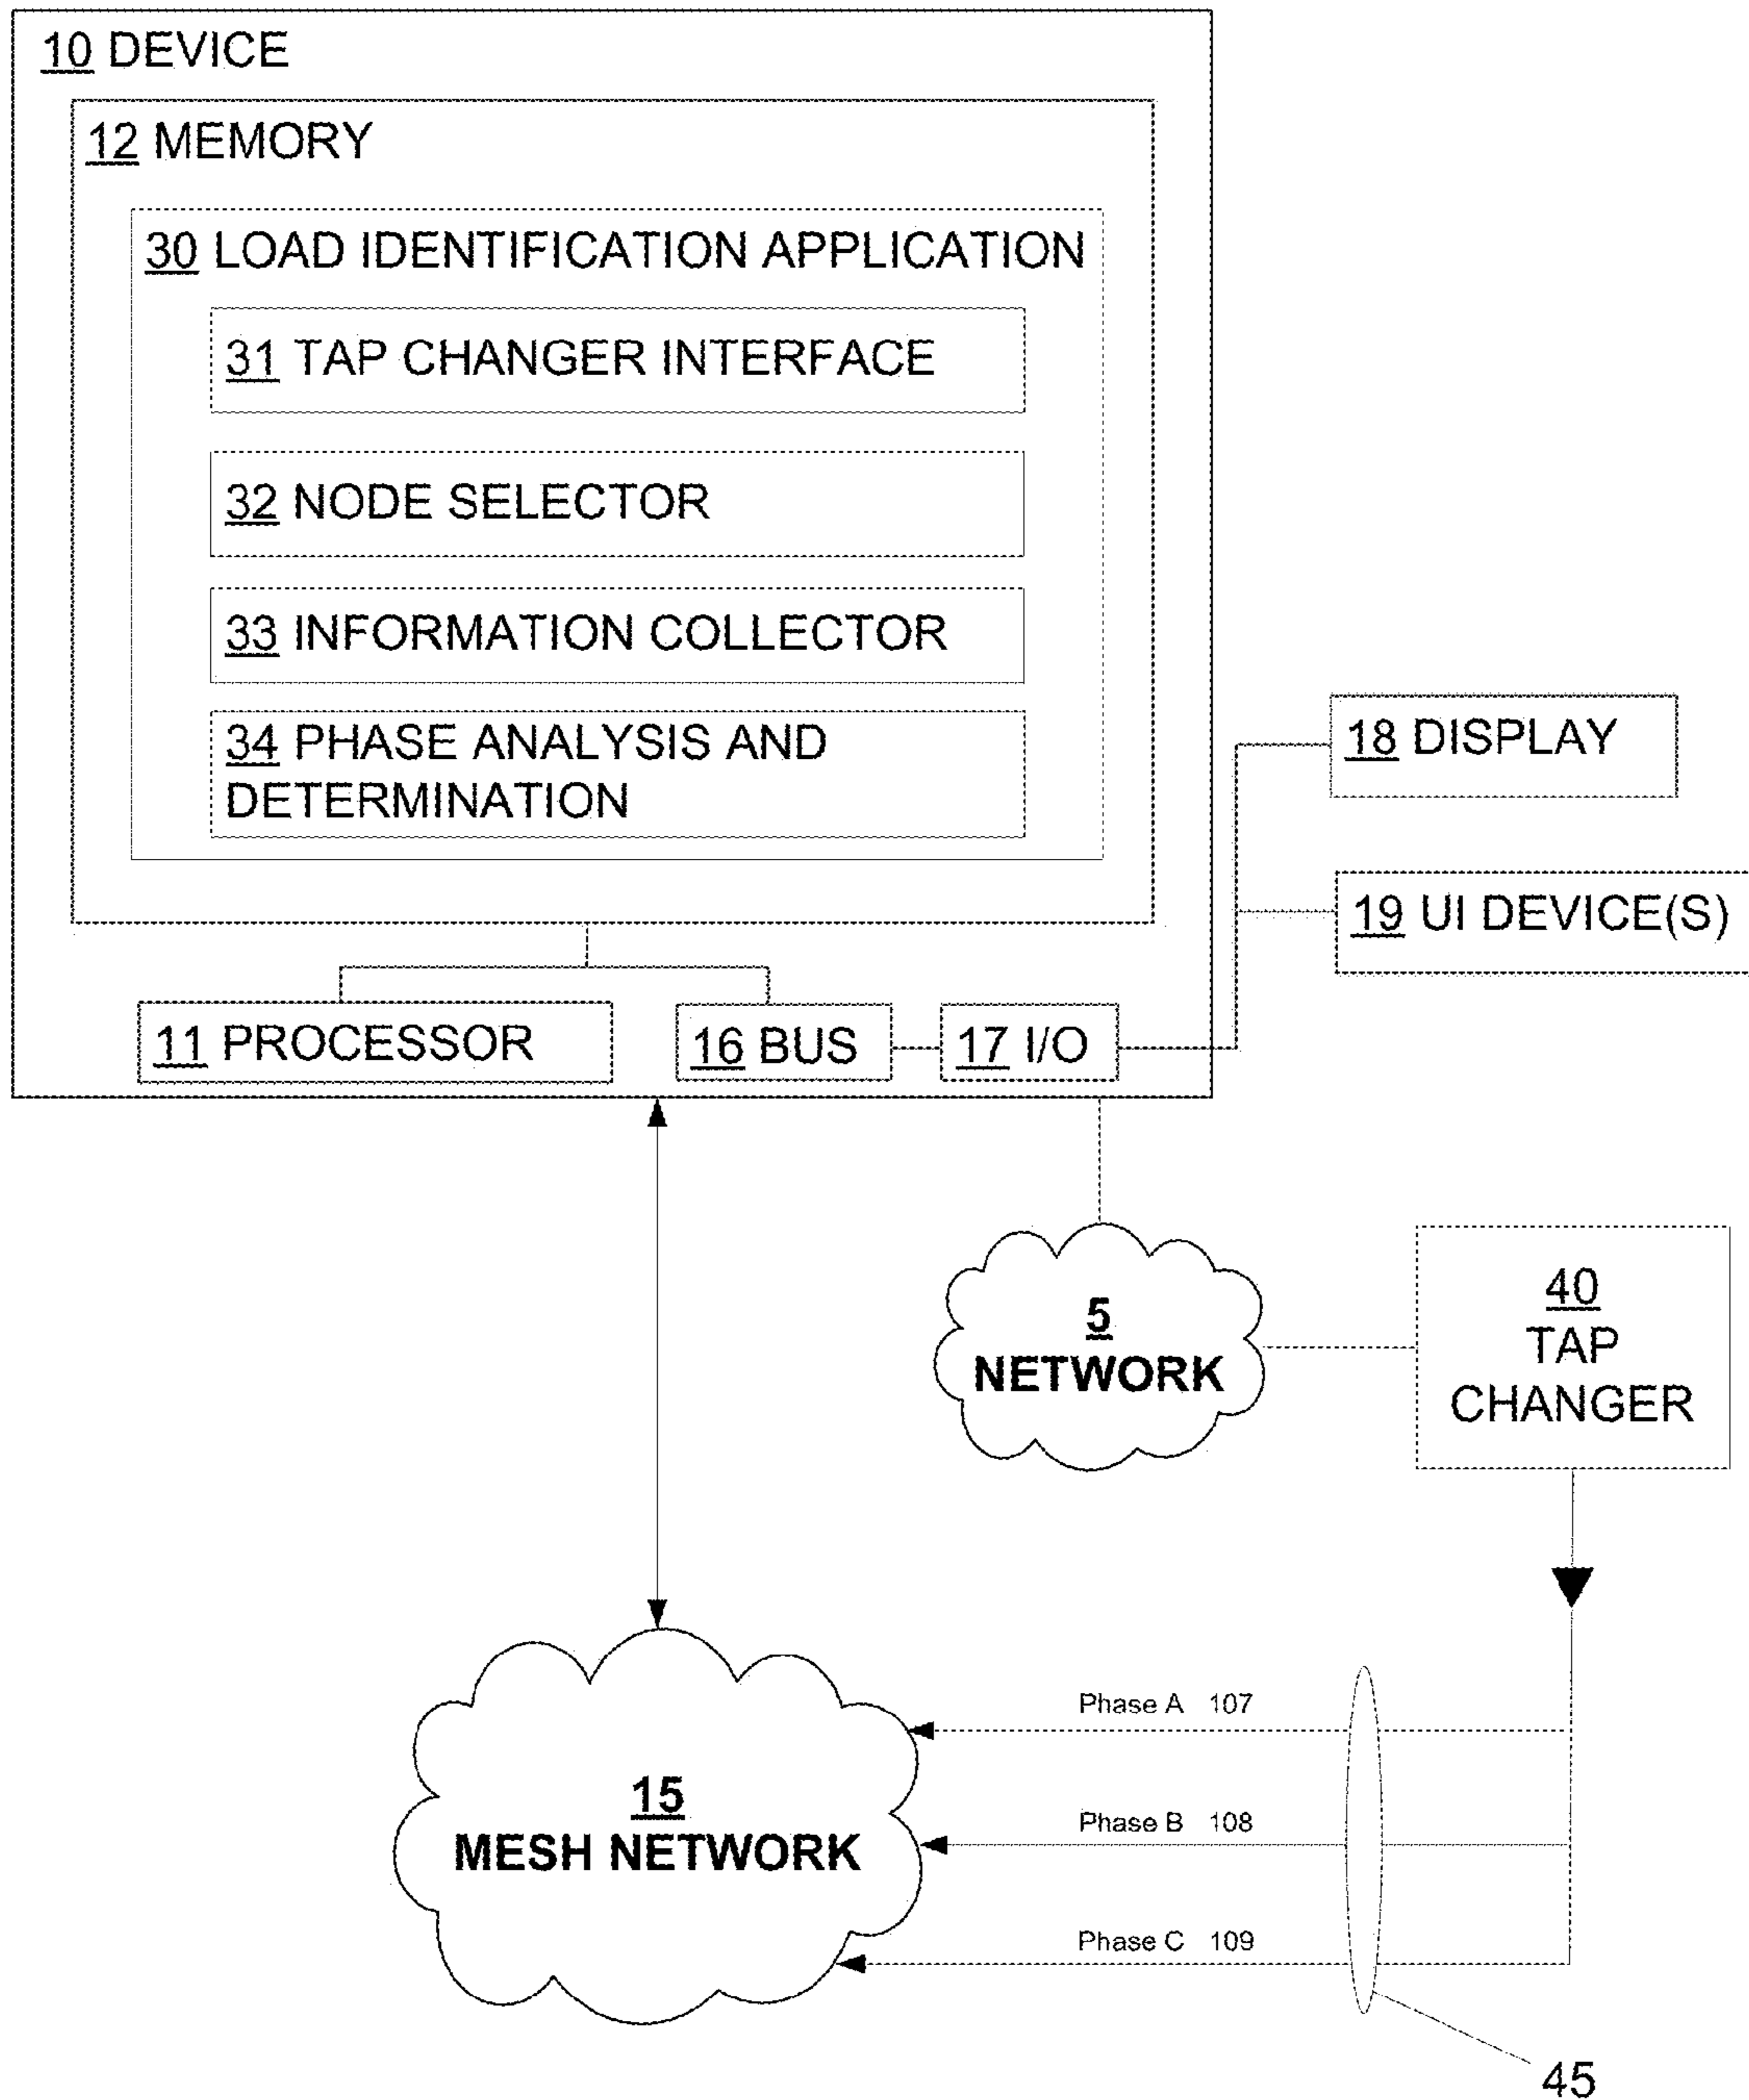 10 DEVICE
12 MEMORY
30 LOAD IDENTIFICATION APPLICATION
31 TAP CHANGER INTERFACE
32 NODE SELECTOR
33 INFORMATION COLLECTOR
34 PHASE ANALYSIS AND
DETERMINATION
18 DISPLAY
19 UI DEVICE(S)
11 PROCESSOR
16 BUS
17 I/O
5
NETWORK
40
TAP
CHANGER
15
MESH NETWORK
Phase A 107
Phase B 108
Phase C 109
45